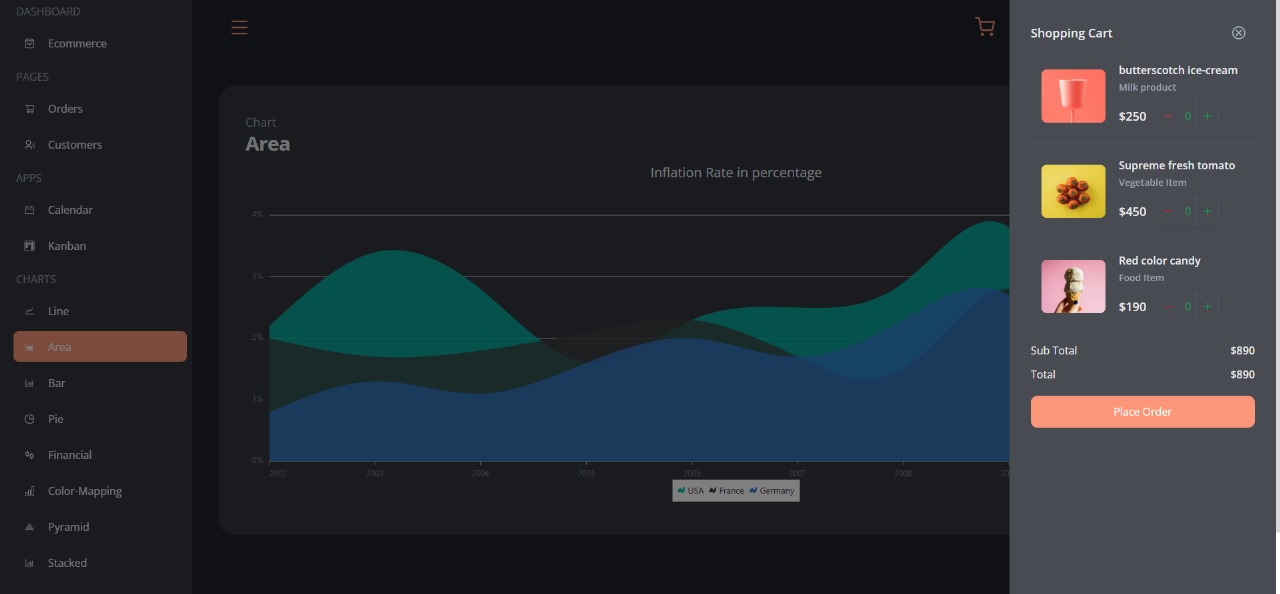 DASHBOARD
Ecommerce
PAGES
Orders
Customers
APPS
Calendar
Kanban
CHARTS
Line
Area
Bar
Pie
Financial
Color-Mapping
Pyramid
Stacked
Chart
Area
Inflation Rate in percentage
4%
3%
2%
1%
0%
2002 2003 2004 2005 2006 2007 2008 20
USA France Germany
Shopping Cart
butterscotch ice-cream
Milk product
$250 − 0 +
Supreme fresh tomato
Vegetable Item
$450 − 0 +
Red color candy
Food Item
$190 − 0 +
Sub Total $890
Total $890
Place Order